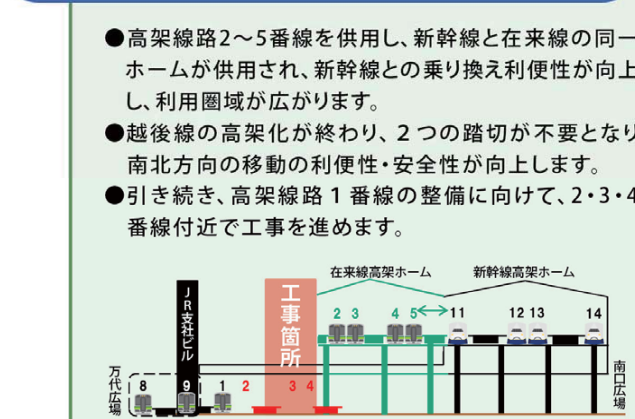 ●高架線路2〜5番線を供用し、新幹線と在来線の同一
ホームが供用され、新幹線との乗り換え利便性が向上
し、利用圏域が広がります。
●越後線の高架化が終わり、2つの踏切が不要となり
南北方向の移動の利便性・安全性が向上します。
●引き続き、高架線路1番線の整備に向けて、2・3・4
番線付近で工事を進めます。
在来線高架ホーム 新幹線高架ホーム
JR支社ビル
工事箇所
2 3 4 5 11 12 13 14
万代広場
8 9 1 2 3 4
南口広場